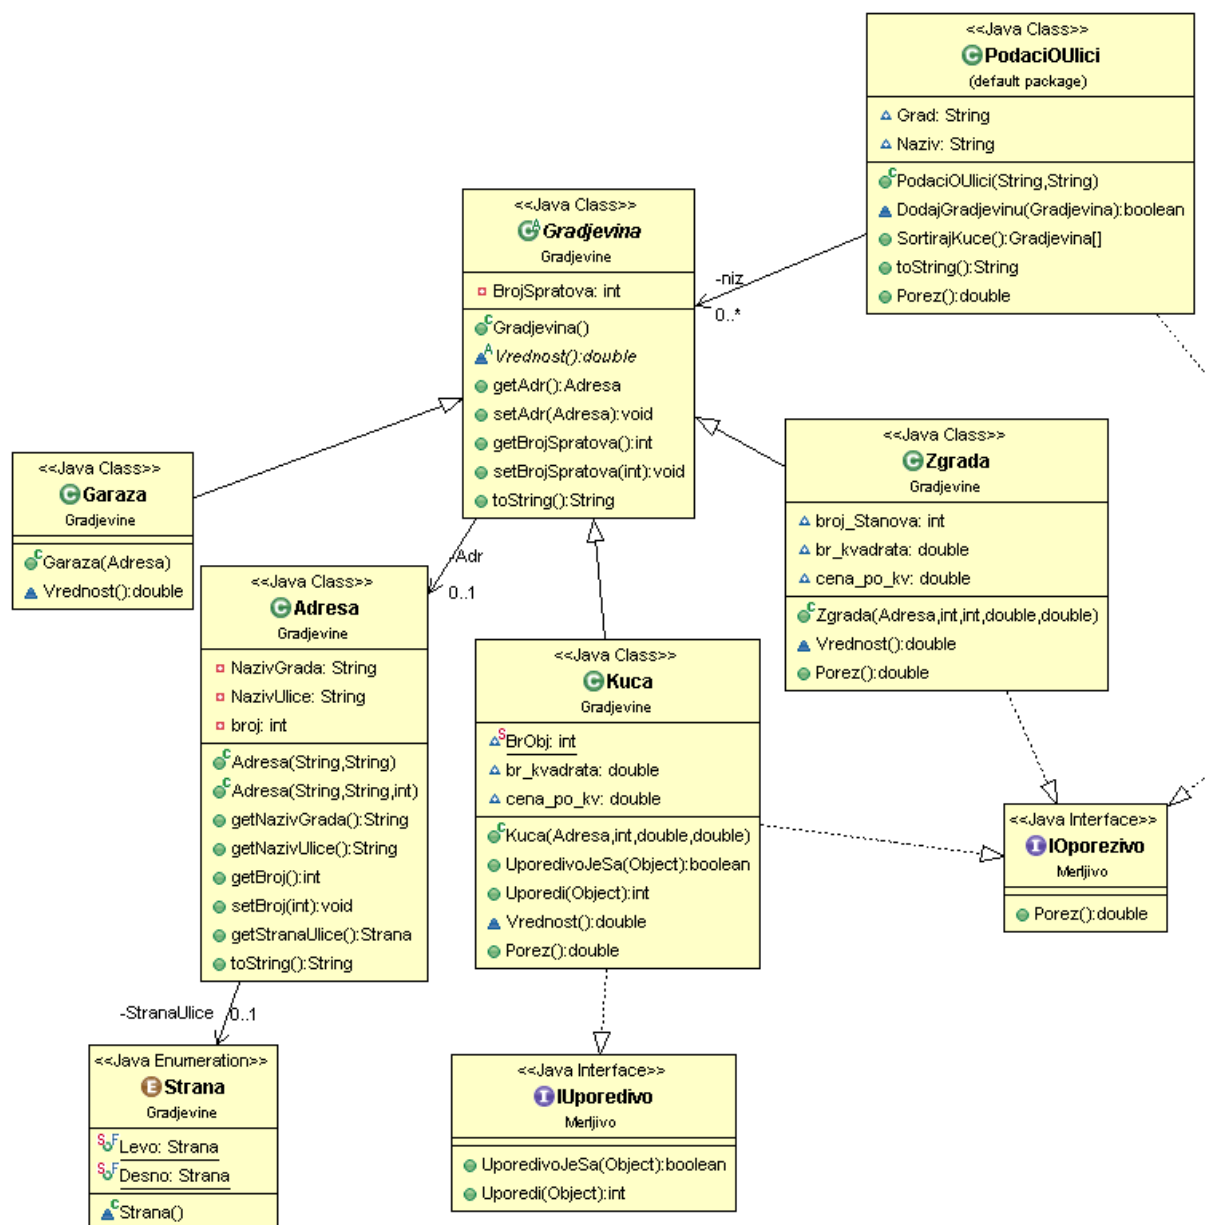 <<Java Class>>
PodaciOUlici
(default package)
Grad: String
Naziv: String
PodaciOUlici(String,String)
DodajGradjevinu(Gradjevina):boolean
SortirajKuce():Gradjevina[]
toString():String
Porez():double
<<Java Class>>
Gradjevina
Gradjevine
BrojSpratova: int
Gradjevina()
Vrednost():double
getAdr():Adresa
setAdr(Adresa):void
getBrojSpratova():int
setBrojSpratova(int):void
toString():String
-niz
0..*
<<Java Class>>
Garaza
Gradjevine
Garaza(Adresa)
Vrednost():double
<<Java Class>>
Zgrada
Gradjevine
broj_Stanova: int
br_kvadrata: double
cena_po_kv: double
Zgrada(Adresa,int,int,double,double)
Vrednost():double
Porez():double
-Adr
0..1
<<Java Class>>
Adresa
Gradjevine
NazivGrada: String
NazivUlice: String
broj: int
Adresa(String,String)
Adresa(String,String,int)
getNazivGrada():String
getNazivUlice():String
getBroj():int
setBroj(int):void
getStranaUlice():Strana
toString():String
<<Java Class>>
Kuca
Gradjevine
BrObj: int
br_kvadrata: double
cena_po_kv: double
Kuca(Adresa,int,double,double)
UporedivoJeSa(Object):boolean
Uporedi(Object):int
Vrednost():double
Porez():double
<<Java Interface>>
IOporezivo
Merljivo
Porez():double
-StranaUlice
0..1
<<Java Enumeration>>
Strana
Gradjevine
Levo: Strana
Desno: Strana
Strana()
<<Java Interface>>
IUporedivo
Merljivo
UporedivoJeSa(Object):boolean
Uporedi(Object):int